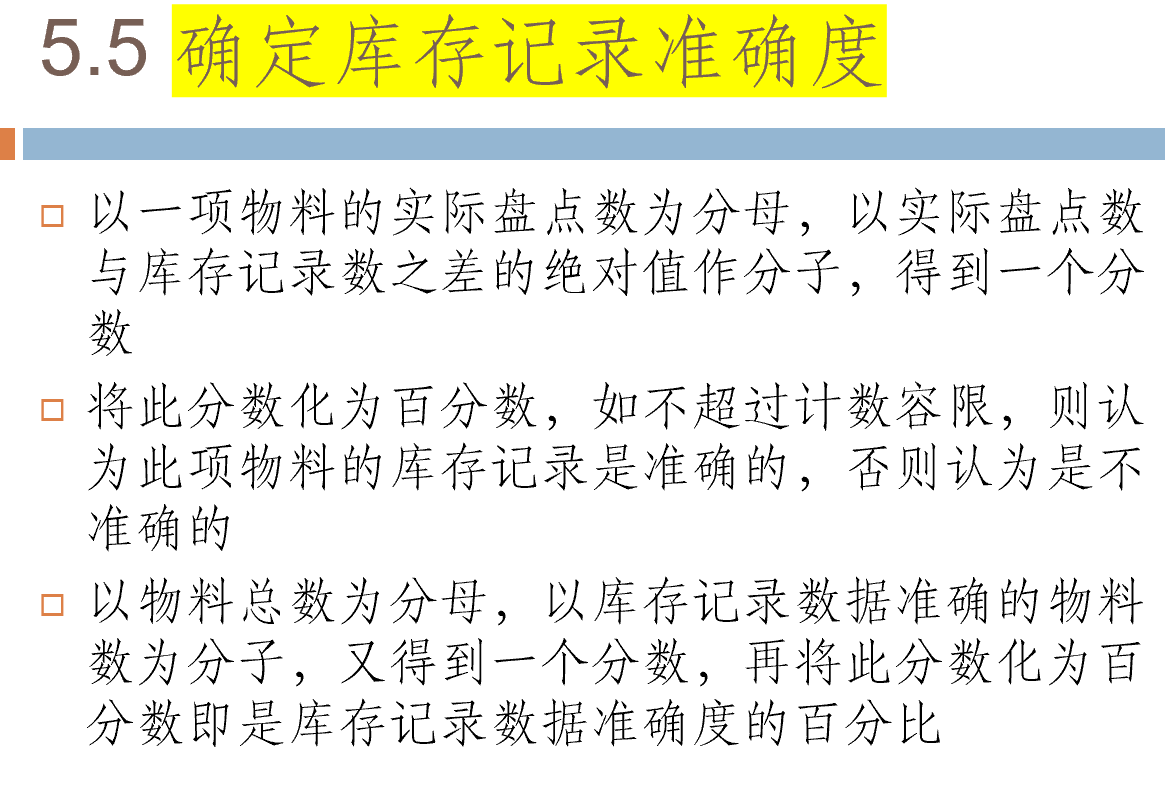 5.5 确定库存记录准确度
以一项物料的实际盘点数为分母，以实际盘点数
与库存记录数之差的绝对值作分子，得到一个分
数
将此分数化为百分数，如不超过计数容限，则认
为此项物料的库存记录是准确的，否则认为是不
准确的
以物料总数为分母，以库存记录数据准确的物料
数为分子，又得到一个分数，再将此分数化为百
分数即是库存记录数据准确度的百分比